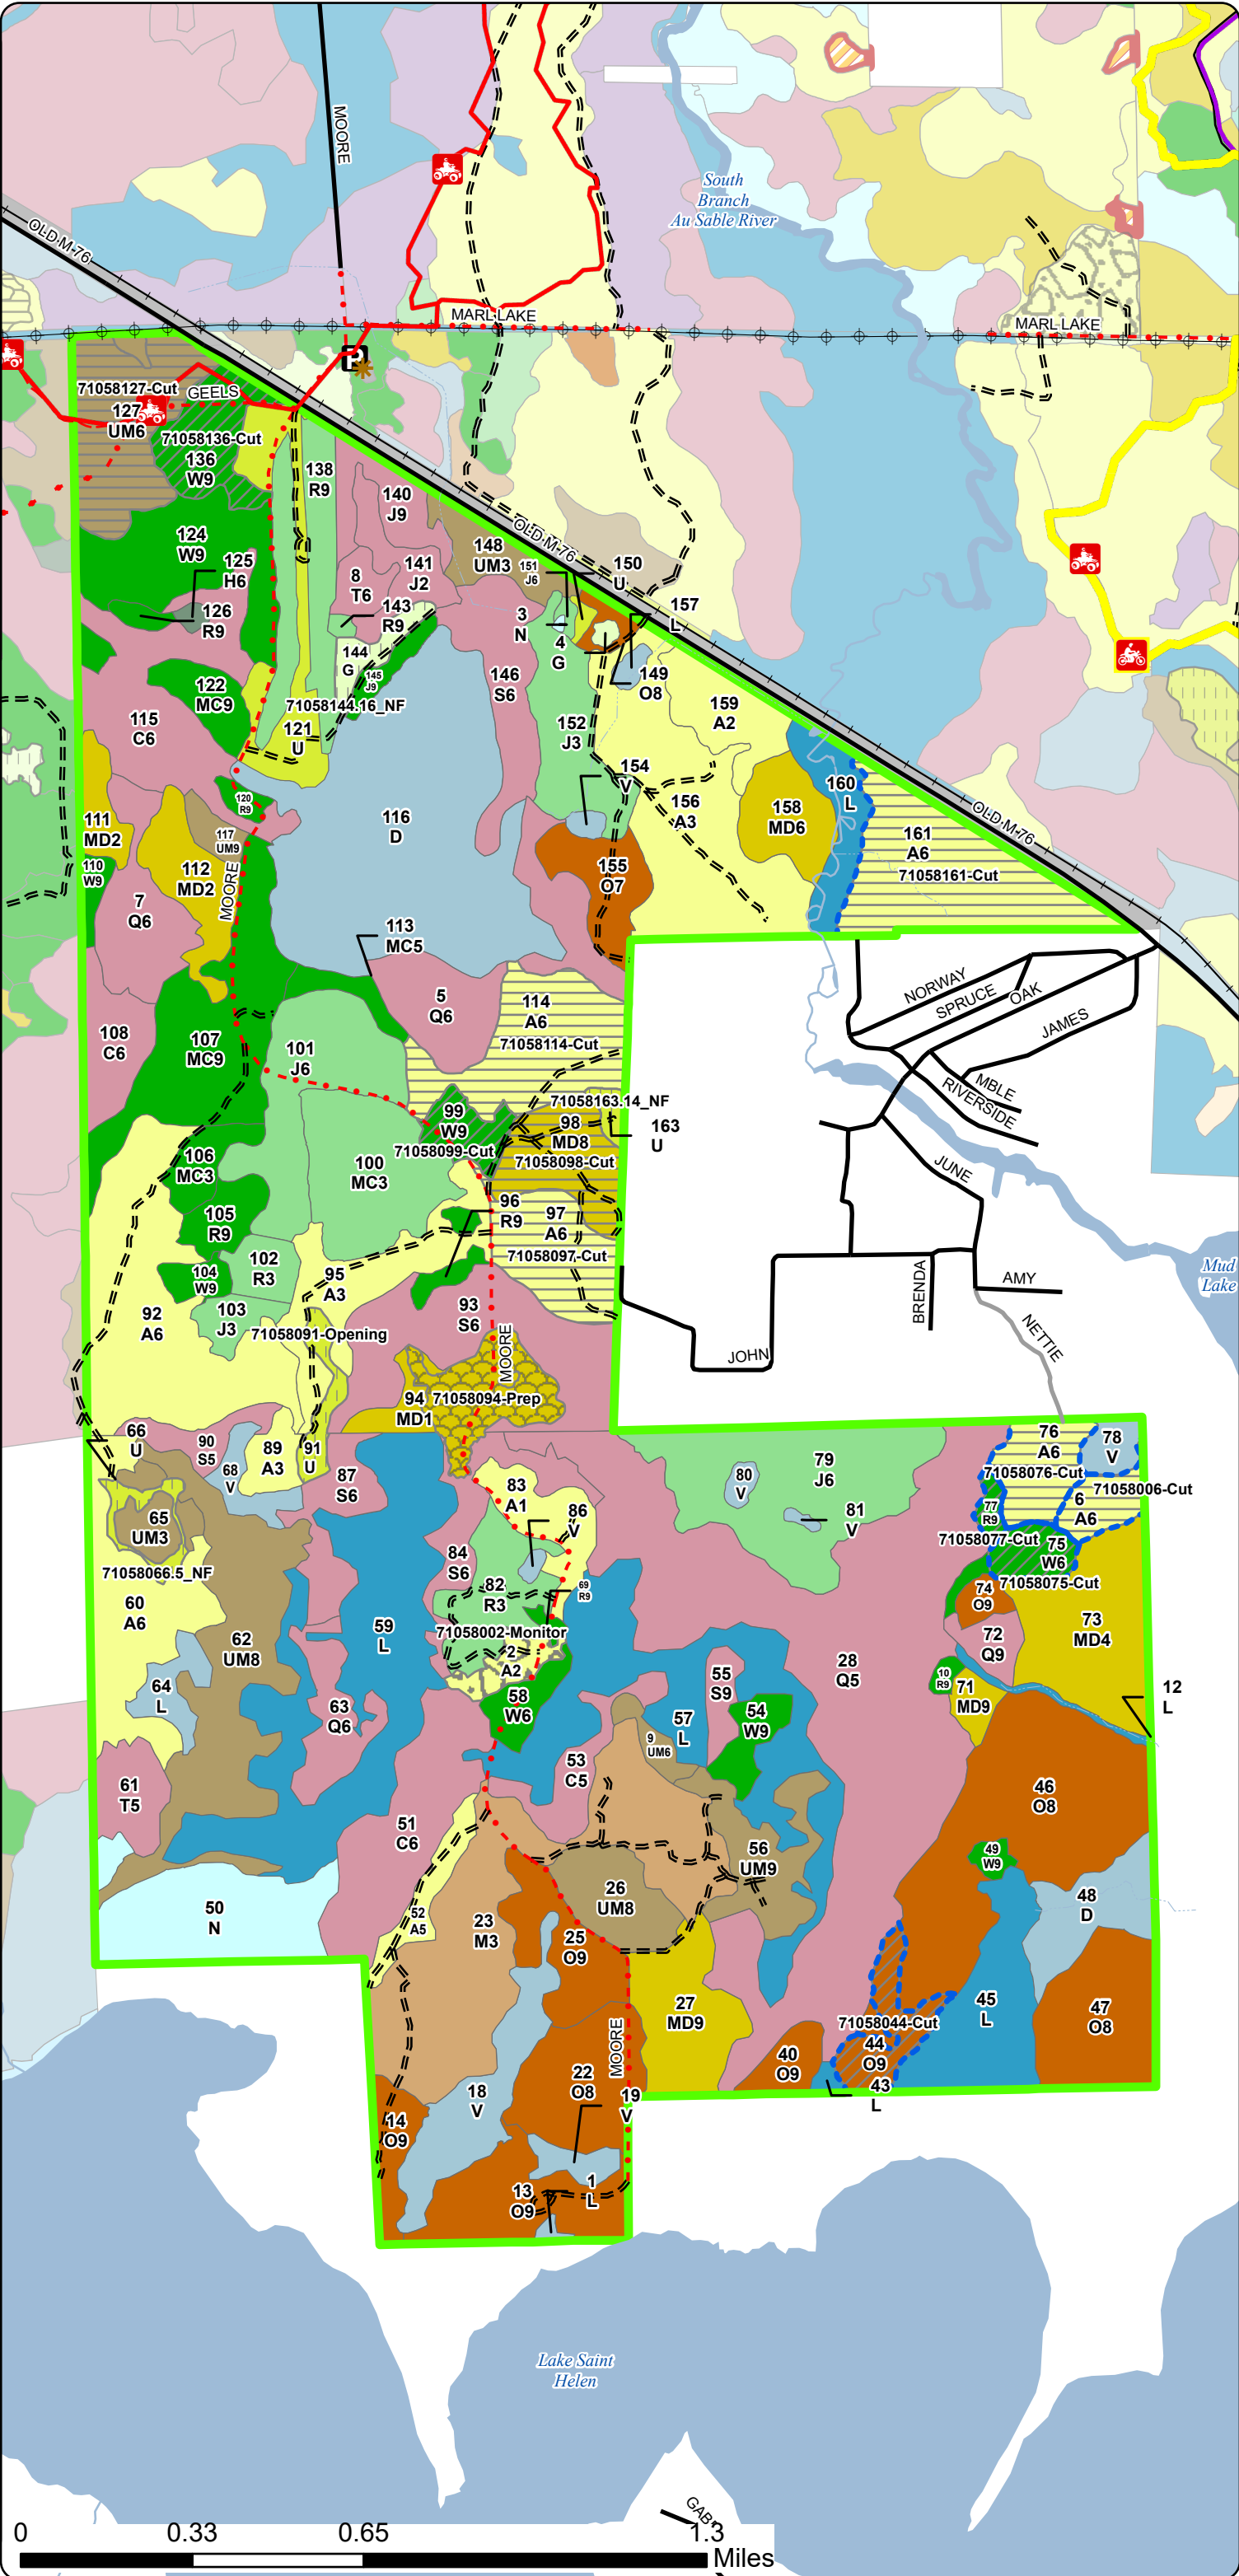 MOORE
South
Branch
Au Sable River
OLD M-76
MARL LAKE
MARL LAKE
P
71058127-Cut
GEELS
127
UM6
71058136-Cut
136
W9
138
R9
140
J9
OLD M-76
124
W9
148
UM3
151
J6
150
U
125
H6
141
J2
8
T6
126
R9
143
R9
3
N
157
L
4
G
144
G
145
J9
146
S6
149
O8
122
MC9
71058144.16_NF
159
A2
115
C6
121
U
152
J3
154
V
160
L
120
R9
116
D
156
A3
158
MD6
OLD M-76
111
MD2
117
UM9
161
A6
110
W9
112
MD2
155
O7
71058161-Cut
MOORE
7
Q6
113
MC5
NORWAY
SPRUCE
OAK
5
Q6
114
A6
JAMES
108
C6
107
MC9
101
J6
71058114-Cut
MBLE
RIVERSIDE
71058163.14_NF
99
W9
98
MD8
163
U
71058099-Cut
71058098-Cut
106
MC3
100
MC3
JUNE
105
R9
96
R9
97
A6
71058097-Cut
102
R3
104
W9
95
A3
Mud
Lake
AMY
BRENDA
92
A6
103
J3
93
S6
71058091-Opening
NETTIE
MOORE
JOHN
94
MD1
71058094-Prep
66
U
90
S5
68
V
89
A3
91
U
76
A6
78
V
79
J6
71058076-Cut
80
V
87
S6
83
A1
71058006-Cut
6
A6
86
V
77
R9
65
UM3
81
V
71058077-Cut
75
W6
84
S6
71058066.5_NF
71058075-Cut
82
R3
69
R9
74
O9
60
A6
73
MD4
59
L
71058002-Monitor
62
UM8
2
A2
72
Q9
28
Q5
55
S9
10
R9
64
L
71
MD9
12
L
58
W6
63
Q6
57
L
54
W9
9
UM6
53
C5
61
T5
46
O8
51
C6
49
W9
56
UM9
26
UM8
48
D
50
N
52
A5
23
M3
25
O9
45
L
27
MD9
47
O8
71058044-Cut
MOORE
44
O9
40
O9
22
O8
43
L
18
V
19
V
14
O9
1
L
13
O9
Lake Saint
Helen
0
0.33
0.65
1.3
Miles